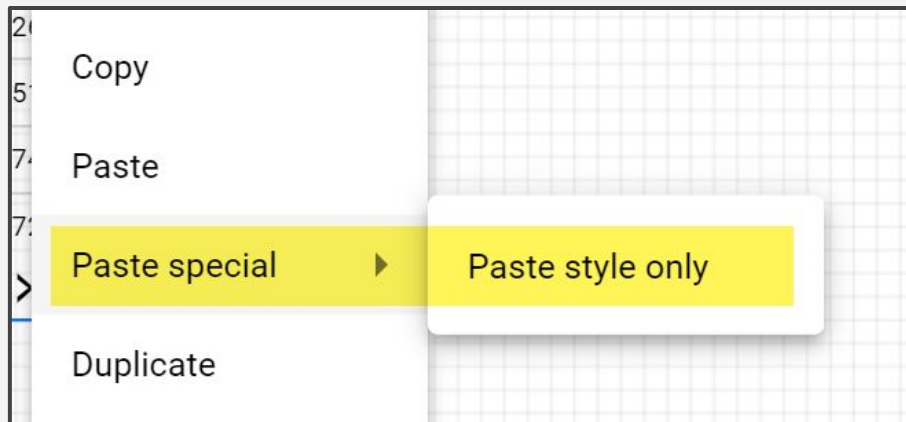 Copy
Paste
Paste special
Paste style only
Duplicate